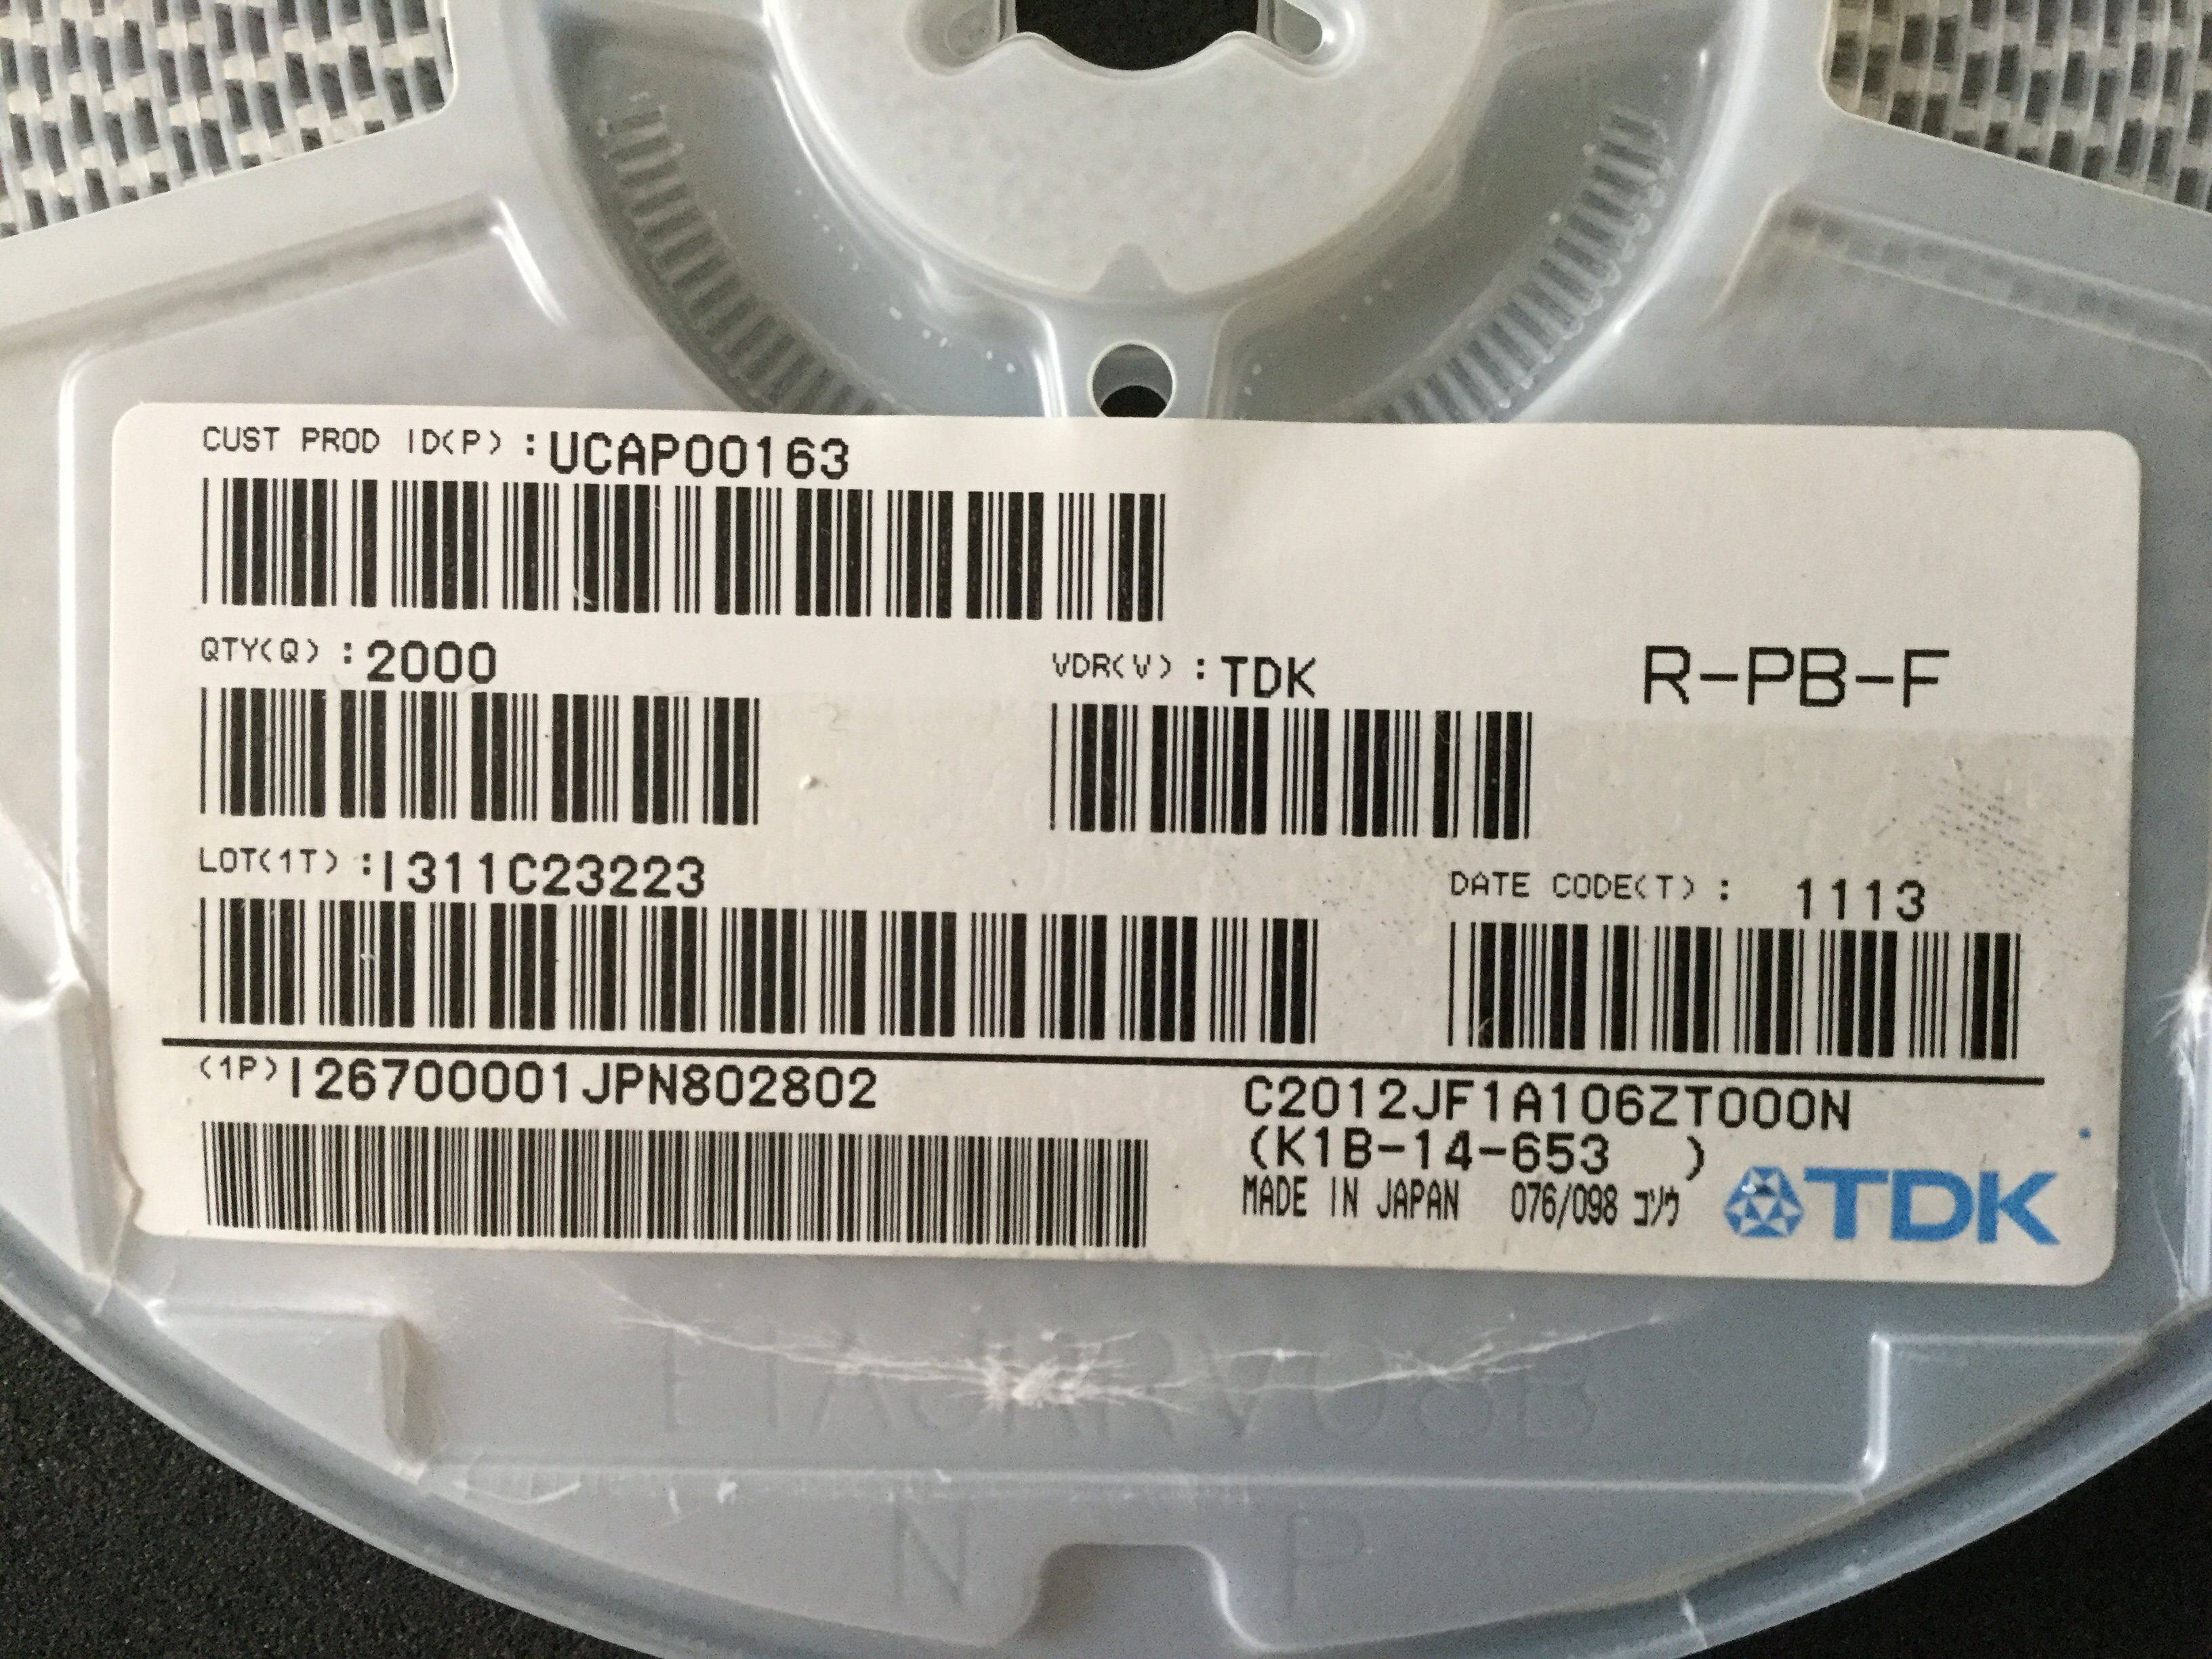 CUST PROD ID(P) :UCAP00163
QTY(Q) :2000
VDR(V) :TDK
R-PB-F
LOT(1T) :I311C23223
DATE CODE(T) : 1113
(1P)I26700001JPN802802
C2012JF1A106ZT000N
(K1B-14-653 )
MADE IN JAPAN 076/098 コソウ
TDK
EIAJRRV08B
N P